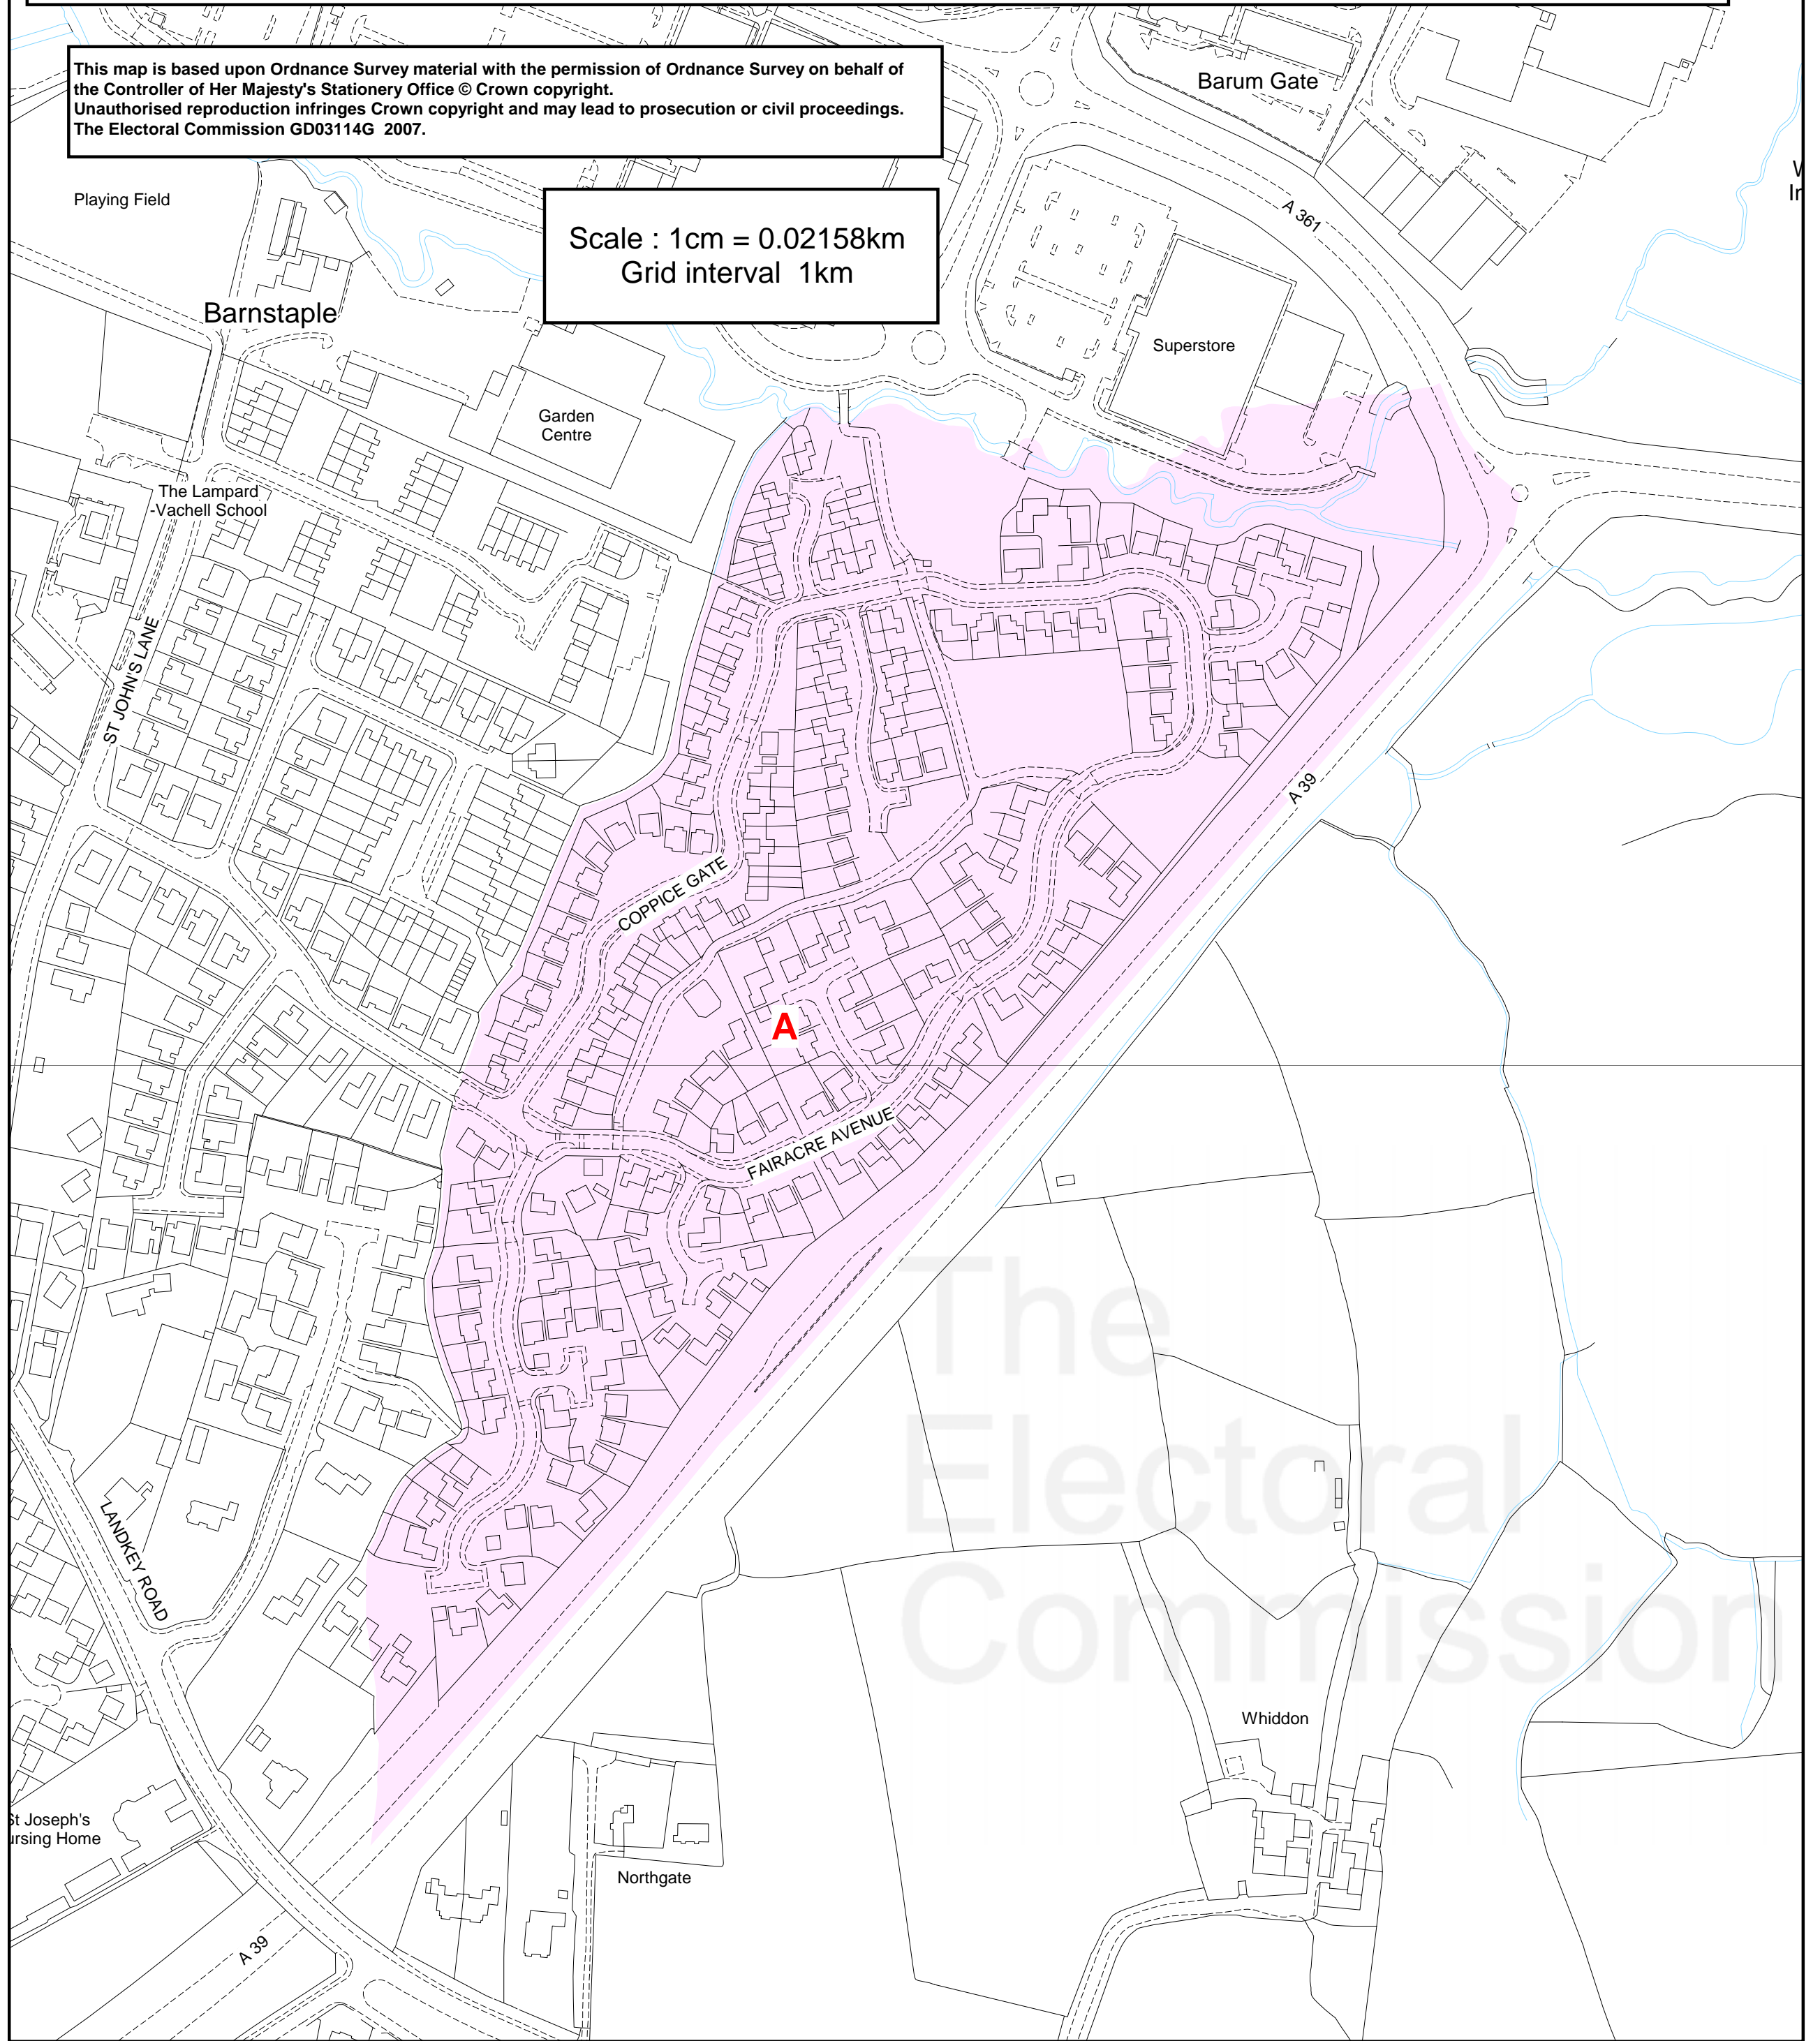 This map is based upon Ordnance Survey material with the permission of Ordnance Survey on behalf of
the Controller of Her Majesty's Stationery Office © Crown copyright.
Unauthorised reproduction infringes Crown copyright and may lead to prosecution or civil proceedings.
The Electoral Commission GD03114G 2007.
Barum Gate
Playing Field
Scale : 1cm = 0.02158km
Grid interval 1km
A 361
Barnstaple
Superstore
Garden
Centre
The Lampard
-Vachell School
ST JOHN'S LANE
A 39
COPPICE GATE
A
FAIRACRE AVENUE
The
Electoral
Commission
LANDKEY ROAD
Whiddon
St Joseph's
ursing Home
Northgate
A 39